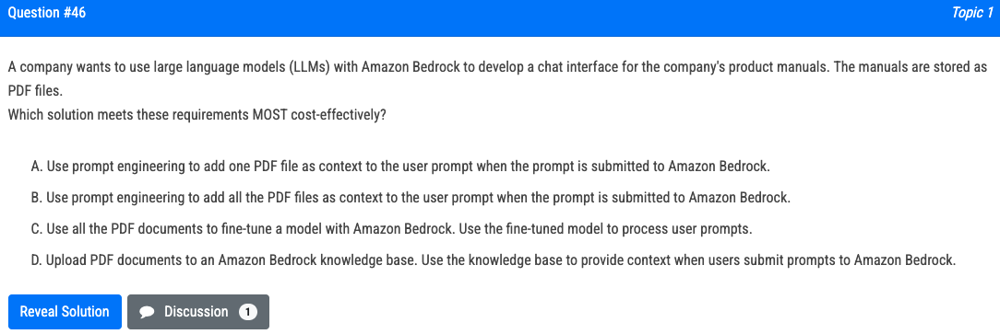 Question #46
Topic 1
A company wants to use large language models (LLMs) with Amazon Bedrock to develop a chat interface for the company's product manuals. The manuals are stored as
PDF files.
Which solution meets these requirements MOST cost-effectively?
A. Use prompt engineering to add one PDF file as context to the user prompt when the prompt is submitted to Amazon Bedrock.
B. Use prompt engineering to add all the PDF files as context to the user prompt when the prompt is submitted to Amazon Bedrock.
C. Use all the PDF documents to fine-tune a model with Amazon Bedrock. Use the fine-tuned model to process user prompts.
D. Upload PDF documents to an Amazon Bedrock knowledge base. Use the knowledge base to provide context when users submit prompts to Amazon Bedrock.
Reveal Solution
Discussion 1